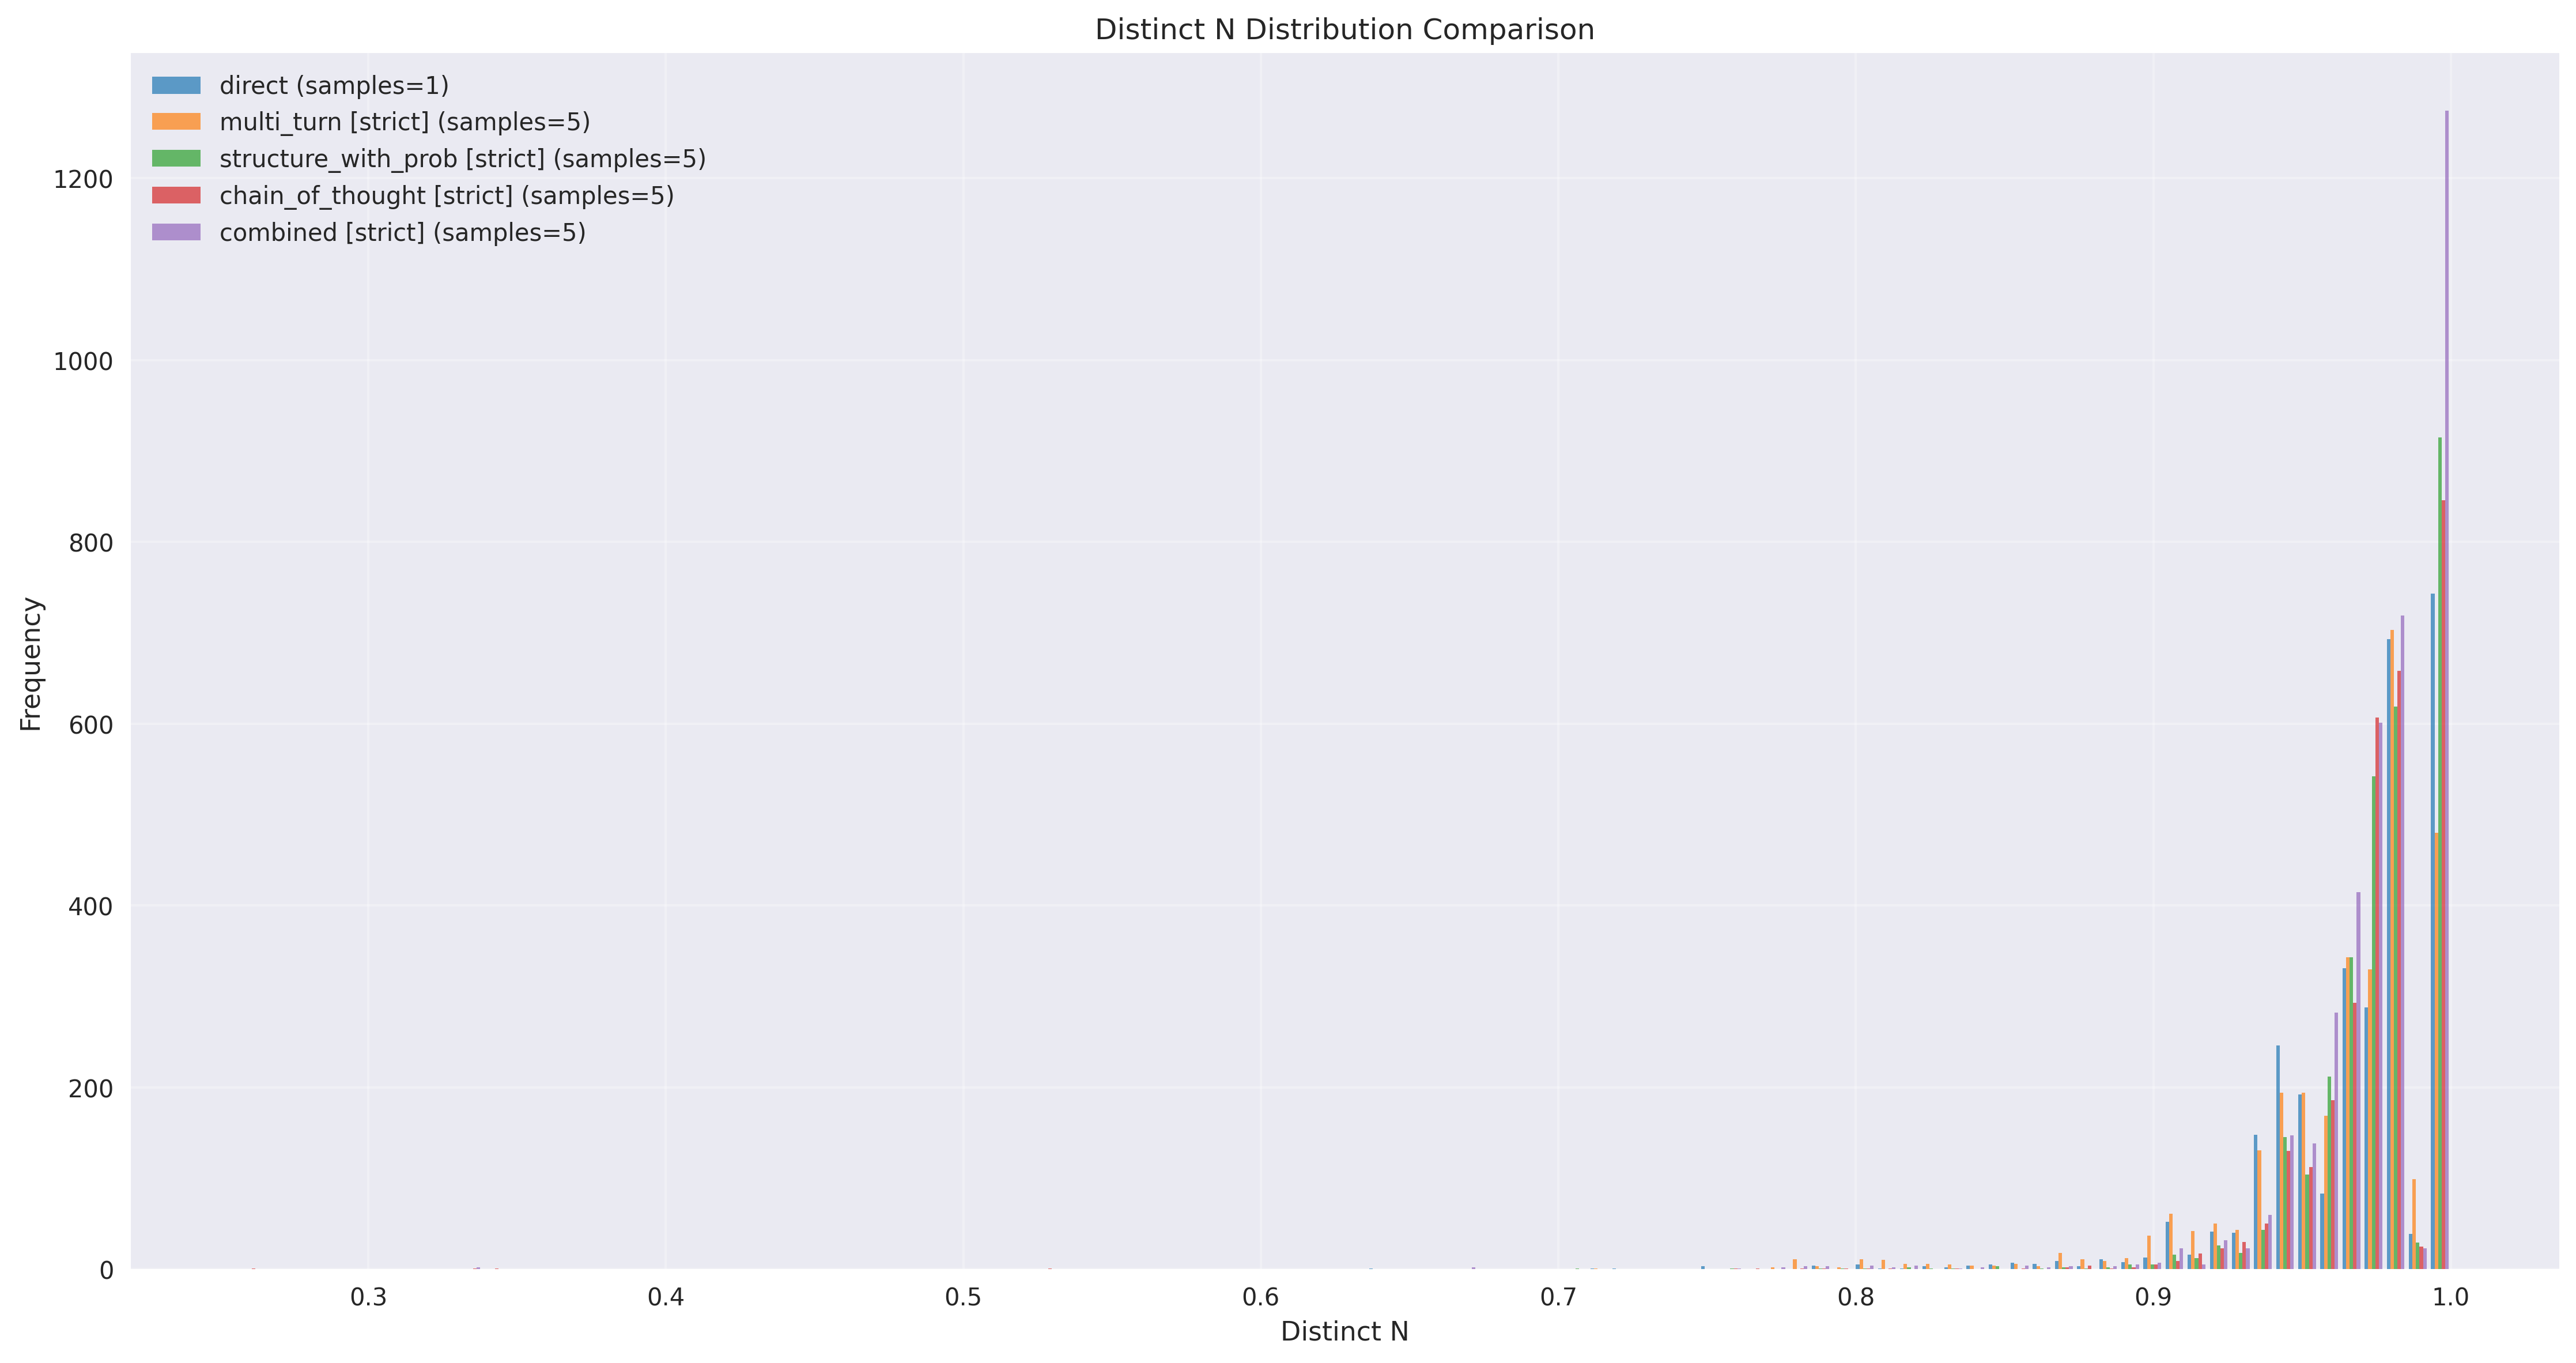 Distinct N Distribution Comparison
direct (samples=1)
multi_turn [strict] (samples=5)
structure_with_prob [strict] (samples=5)
chain_of_thought [strict] (samples=5)
combined [strict] (samples=5)
1200
1000
800
600
400
200
0
Frequency
0.3 0.4 0.5 0.6 0.7 0.8 0.9 1.0
Distinct N